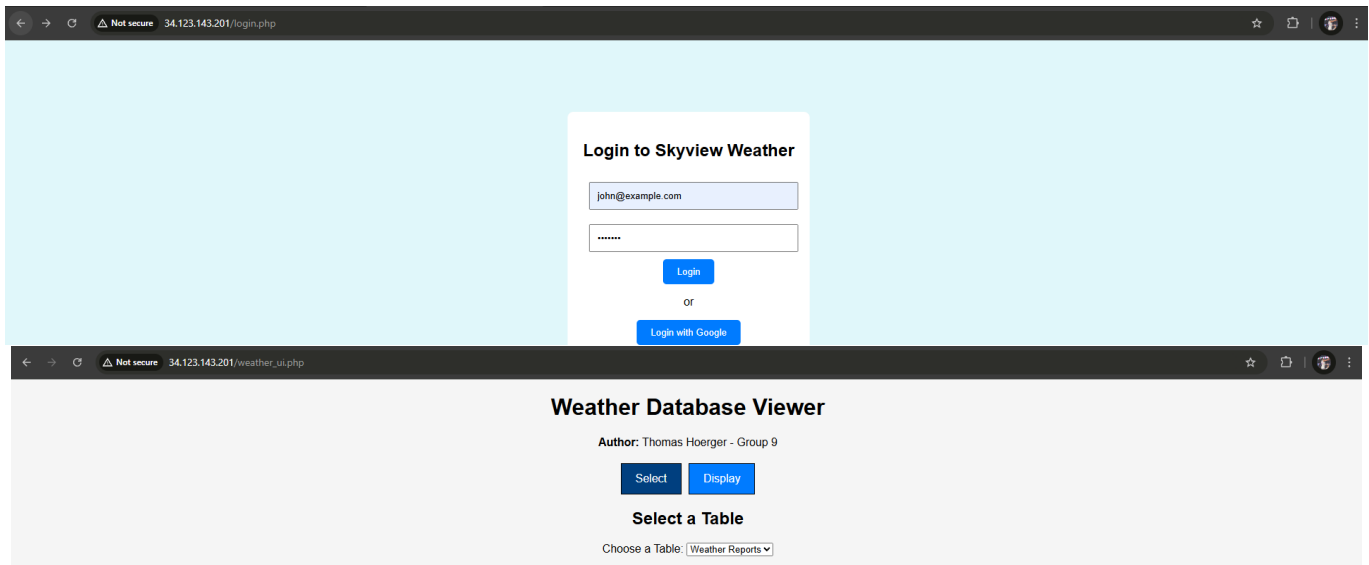 Not secure 34.123.143.201/login.php
Login to Skyview Weather
john@example.com
•••••••
Login
or
Login with Google
Not secure 34.123.143.201/weather_ui.php
Weather Database Viewer
Author: Thomas Hoerger - Group 9
Select Display
Select a Table
Choose a Table: Weather Reports